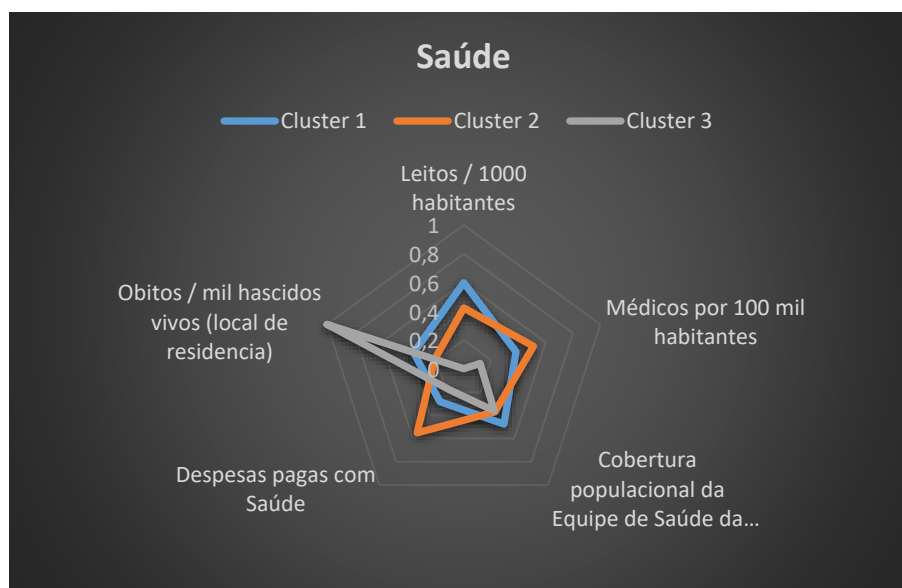 Saúde
Cluster 1 Cluster 2 Cluster 3
Leitos / 1000
habitantes
1
0,8
0,6
0,4
0,2
0
Médicos por 100 mil
habitantes
Cobertura
populacional da
Equipe de Saúde da...
Despesas pagas com
Saúde
Obitos / mil hascidos
vivos (local de
residencia)